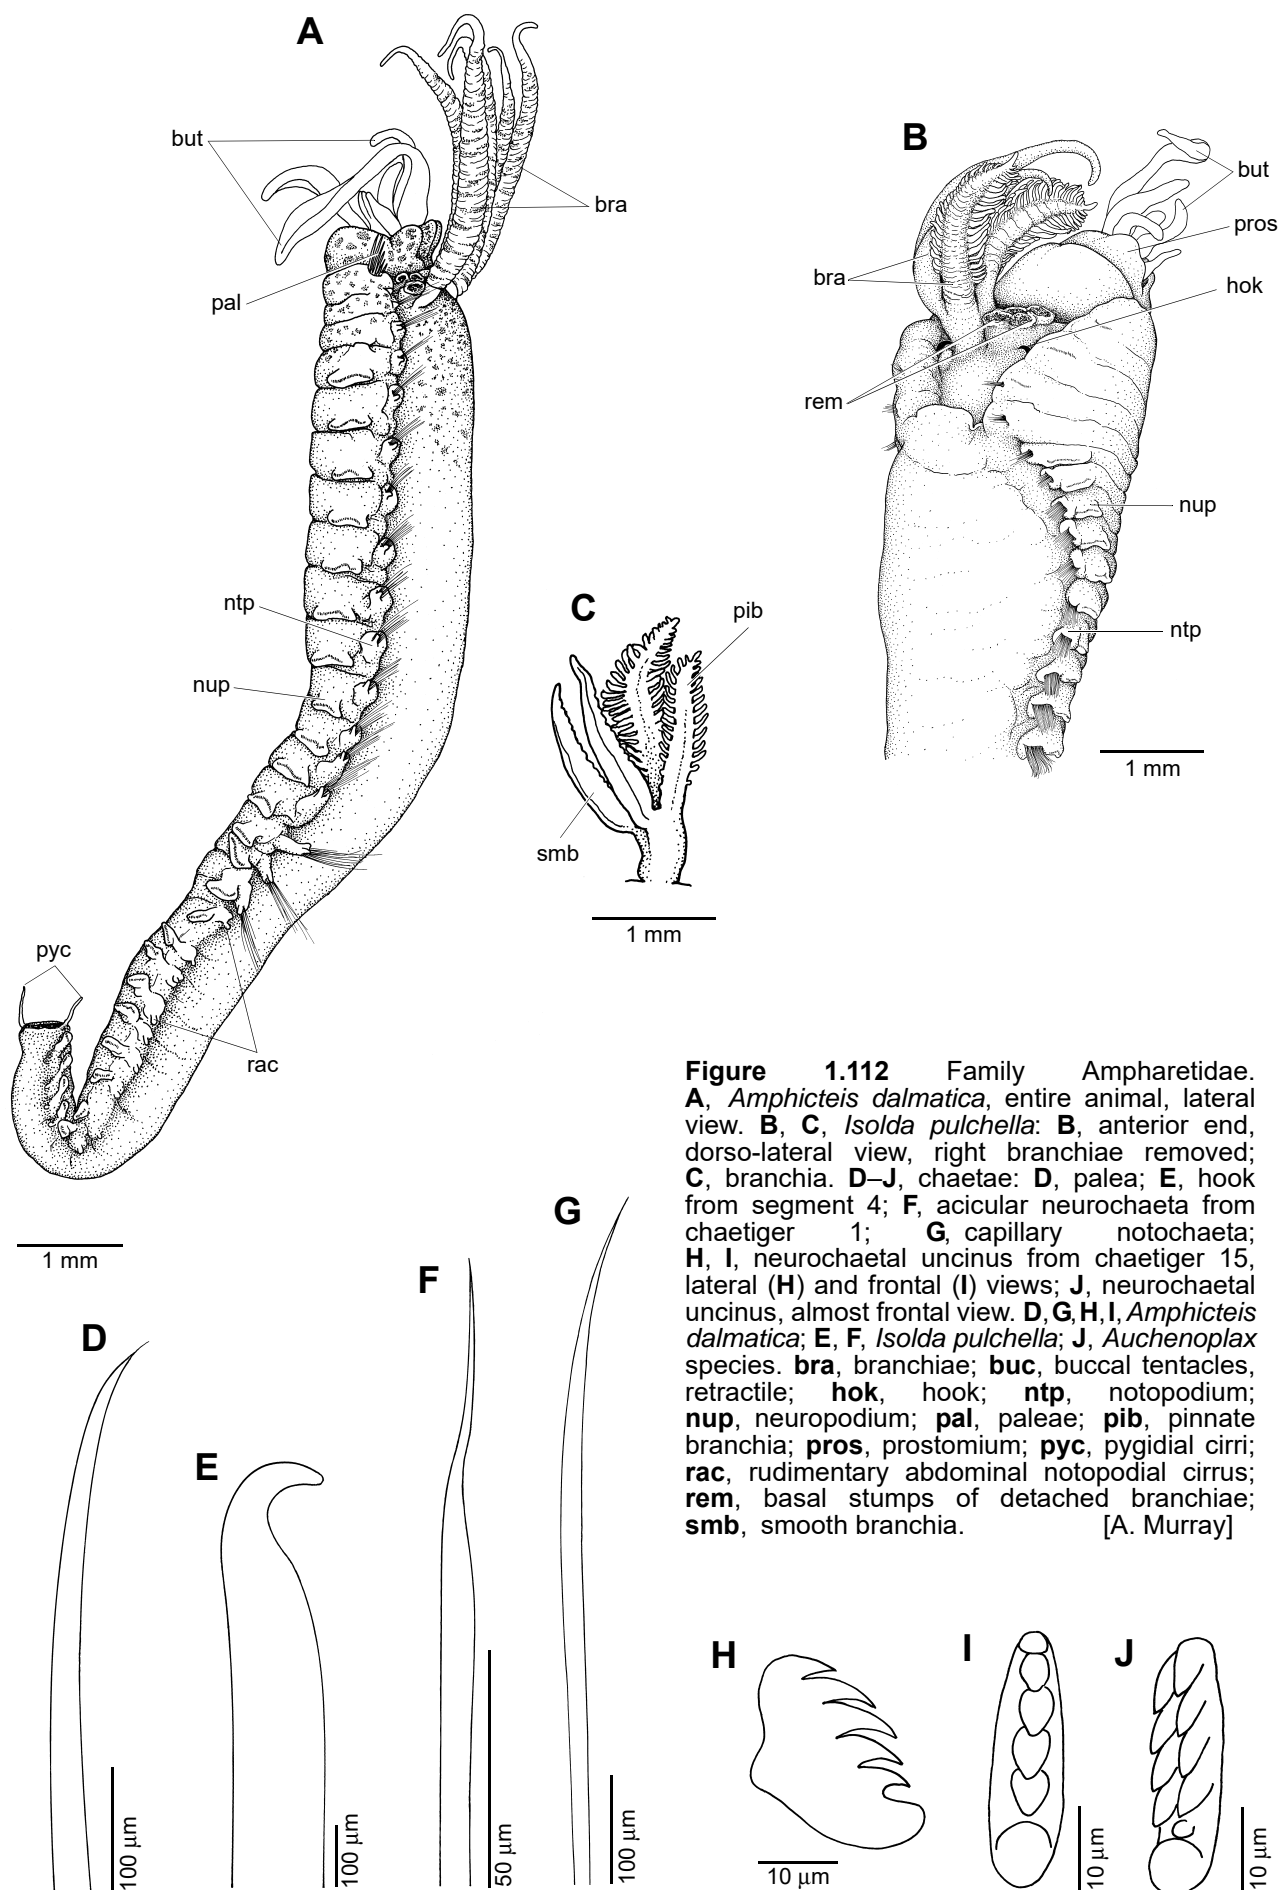 A
but
bra
pal
ntp
nup
pyc
rac
1 mm
B
but
pros
hok
bra
rem
nup
ntp
1 mm
C
pib
smb
1 mm
Figure 1.112 Family Ampharetidae.
A, Amphicteis dalmatica, entire animal, lateral
view. B, C, Isolda pulchella: B, anterior end,
dorso-lateral view, right branchiae removed;
C, branchia. D–J, chaetae: D, palea; E, hook
from segment 4; F, acicular neurochaeta from
chaetiger 1; G, capillary notochaeta;
H, I, neurochaetal uncinus from chaetiger 15,
lateral (H) and frontal (I) views; J, neurochaetal
uncinus, almost frontal view. D,G,H,I, Amphicteis
dalmatica; E, F, Isolda pulchella; J, Auchenoplax
species. bra, branchiae; buc, buccal tentacles,
retractile; hok, hook; ntp, notopodium;
nup, neuropodium; pal, paleae; pib, pinnate
branchia; pros, prostomium; pyc, pygidial cirri;
rac, rudimentary abdominal notopodial cirrus;
rem, basal stumps of detached branchiae;
smb, smooth branchia. [A. Murray]
D
100 µm
E
100 µm
F
50 µm
G
100 µm
H
10 µm
I
10 µm
J
10 µm